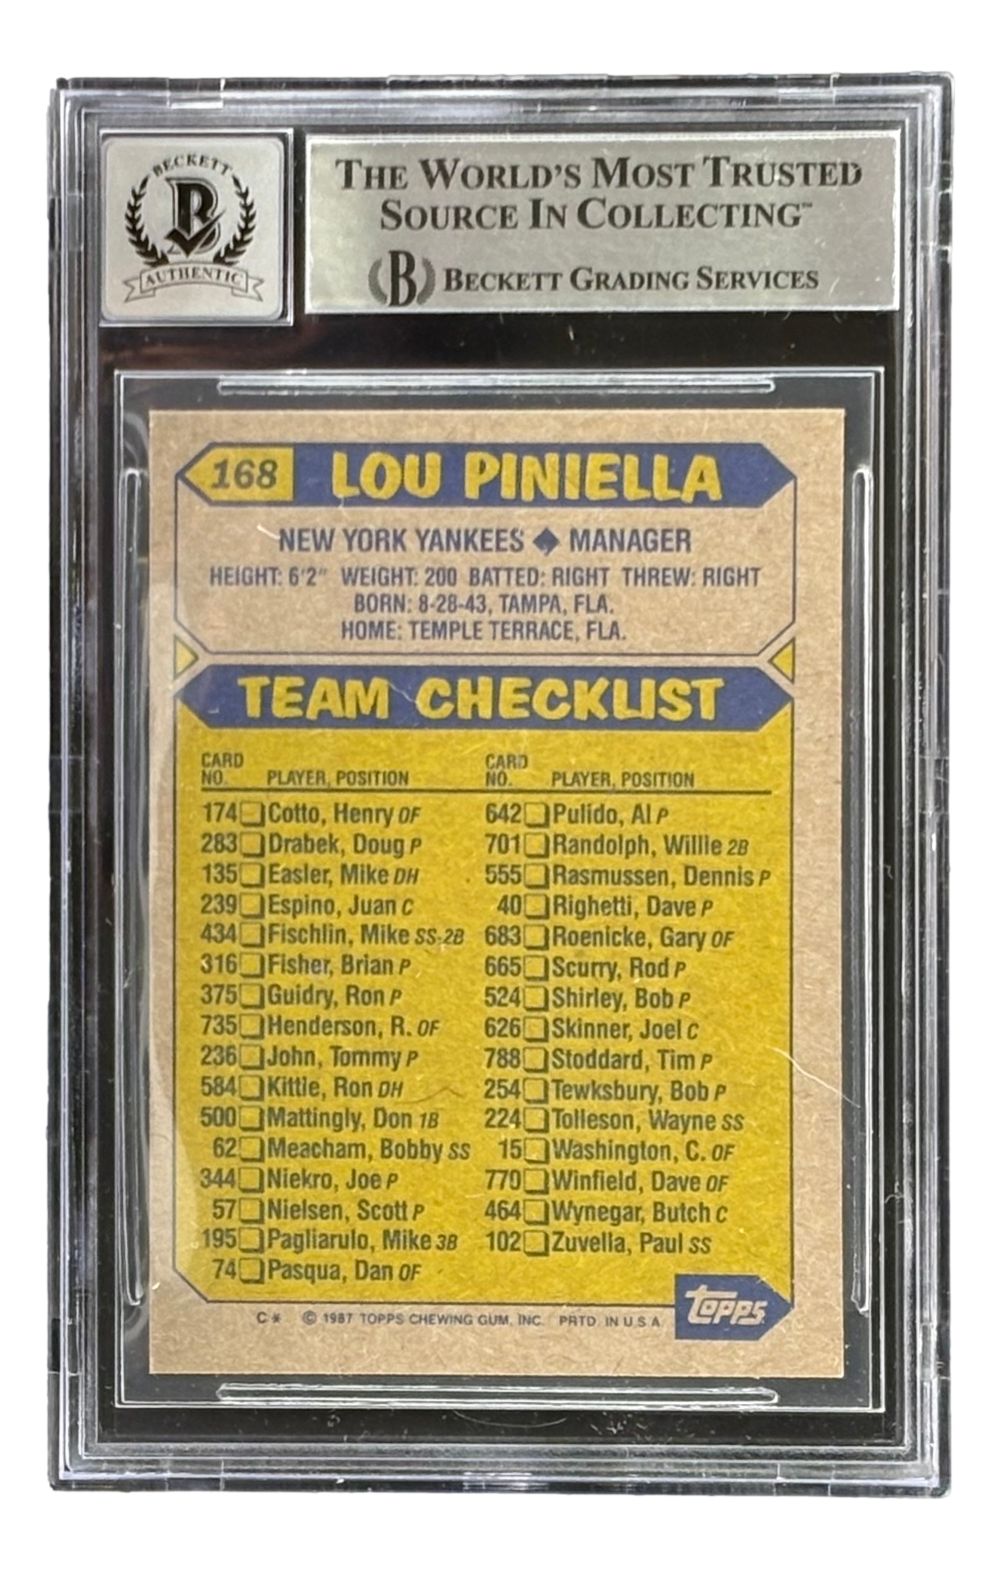 BECKETT
B
AUTHENTIC
THE WORLD'S MOST TRUSTED
SOURCE IN COLLECTING™
B BECKETT GRADING SERVICES
168 LOU PINIELLA
NEW YORK YANKEES ◆ MANAGER
HEIGHT: 6'2" WEIGHT: 200 BATTED: RIGHT THREW: RIGHT
BORN: 8-28-43, TAMPA, FLA.
HOME: TEMPLE TERRACE, FLA.
TEAM CHECKLIST
CARD
NO. PLAYER, POSITION
174 Cotto, Henry OF
283 Drabek, Doug P
135 Easler, Mike DH
239 Espino, Juan C
434 Fischlin, Mike SS-2B
316 Fisher, Brian P
375 Guidry, Ron P
735 Henderson, R. OF
236 John, Tommy P
584 Kittle, Ron DH
500 Mattingly, Don 1B
62 Meacham, Bobby SS
344 Niekro, Joe P
57 Nielsen, Scott P
195 Pagliarulo, Mike 3B
74 Pasqua, Dan OF
CARD
NO. PLAYER, POSITION
642 Pulido, Al P
701 Randolph, Willie 2B
555 Rasmussen, Dennis P
40 Righetti, Dave P
683 Roenicke, Gary OF
665 Scurry, Rod P
524 Shirley, Bob P
626 Skinner, Joel C
788 Stoddard, Tim P
254 Tewksbury, Bob P
224 Tolleson, Wayne SS
15 Washington, C. OF
770 Winfield, Dave OF
464 Wynegar, Butch C
102 Zuvella, Paul SS
C* © 1987 TOPPS CHEWING GUM, INC. PRTD. IN U.S.A.
topps